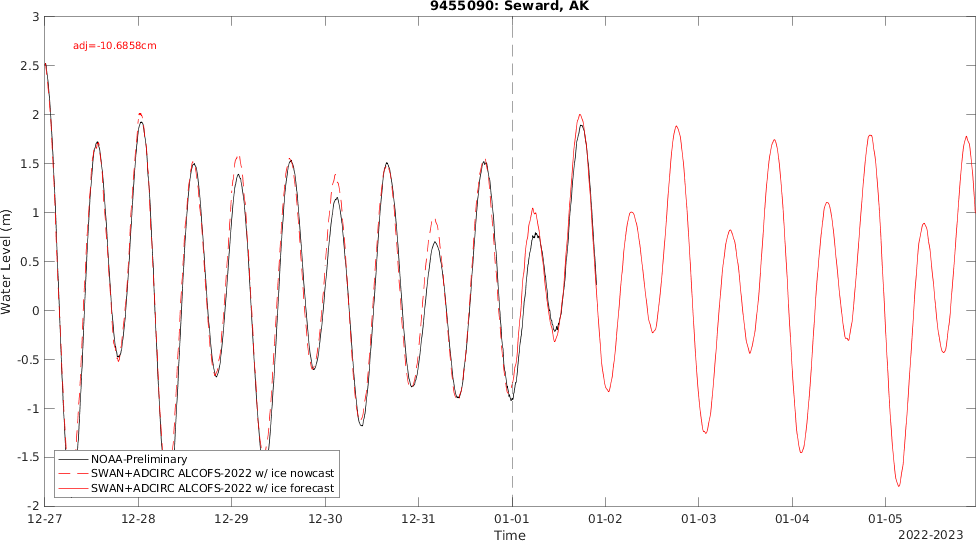 9455090: Seward, AK
adj=-10.6858cm
3
2.5
2
1.5
1
0.5
0
-0.5
-1
-1.5
-2
Water Level (m)
NOAA-Preliminary
SWAN+ADCIRC ALCOFS-2022 w/ ice nowcast
SWAN+ADCIRC ALCOFS-2022 w/ ice forecast
12-27 12-28 12-29 12-30 12-31 01-01 01-02 01-03 01-04 01-05
Time
2022-2023